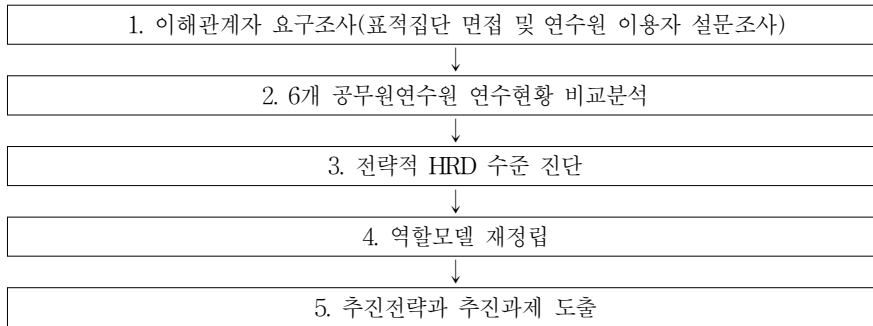 1. 이해관계자 요구조사(표적집단 면접 및 연수원 이용자 설문조사)
↓
2. 6개 공무원연수원 연수현황 비교분석
↓
3. 전략적 HRD 수준 진단
↓
4. 역할모델 재정립
↓
5. 추진전략과 추진과제 도출